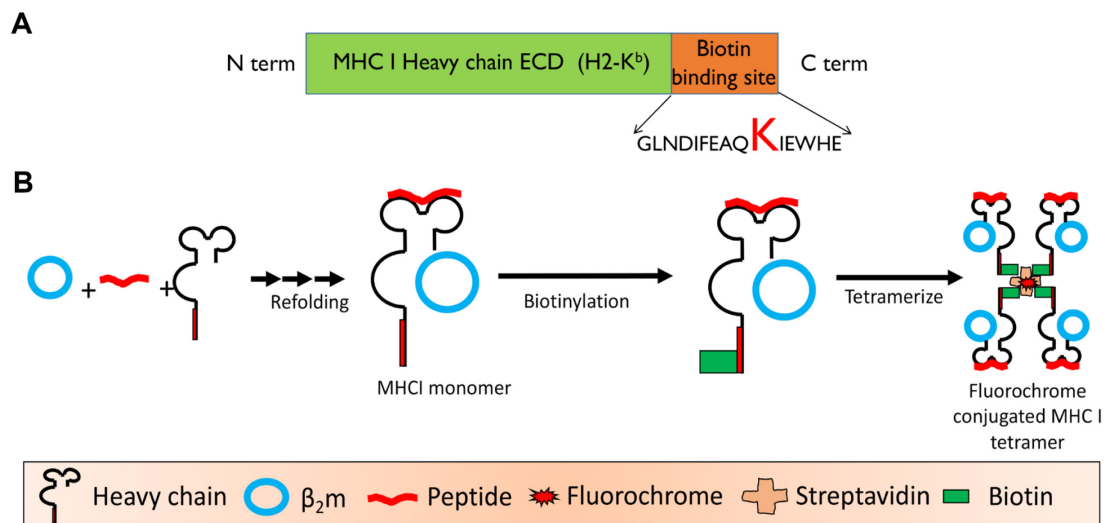 A
N term
MHC I Heavy chain ECD (H2-Kᵇ)
Biotin
binding site
C term
GLNDIFEAQKIEWHE
B
+
+
Refolding
Biotinylation
Tetramerize
MHCI monomer
Fluorochrome
conjugated MHC I
tetramer
Heavy chain
β₂m
Peptide
Fluorochrome
Streptavidin
Biotin